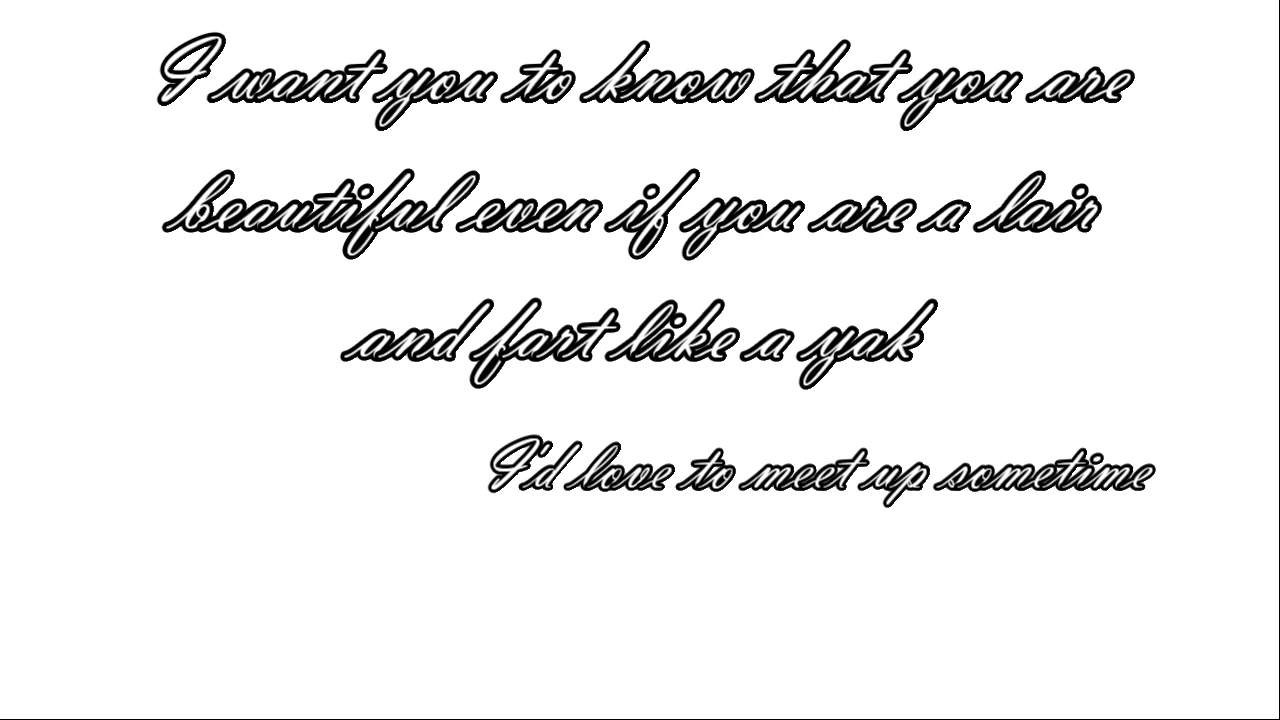 I want you to know that you are
beautiful even if you are a lair
and fart like a yak
I'd love to meet up sometime